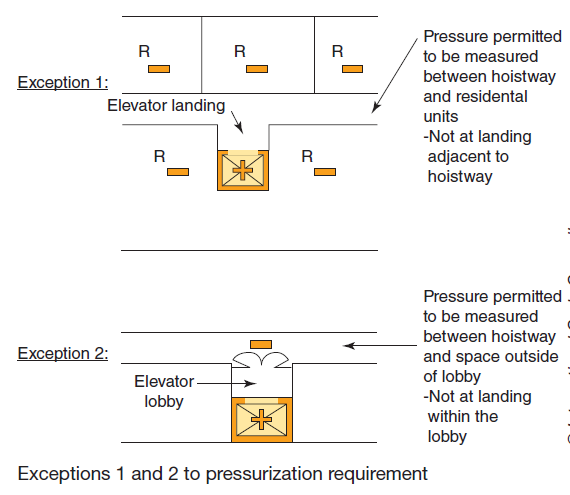 R R R
Pressure permitted
to be measured
between hoistway
and residental
units
-Not at landing
adjacent to
hoistway
Exception 1:
Elevator landing
R R
Pressure permitted
to be measured
between hoistway
and space outside
of lobby
-Not at landing
within the
lobby
Exception 2:
Elevator
lobby
Exceptions 1 and 2 to pressurization requirement